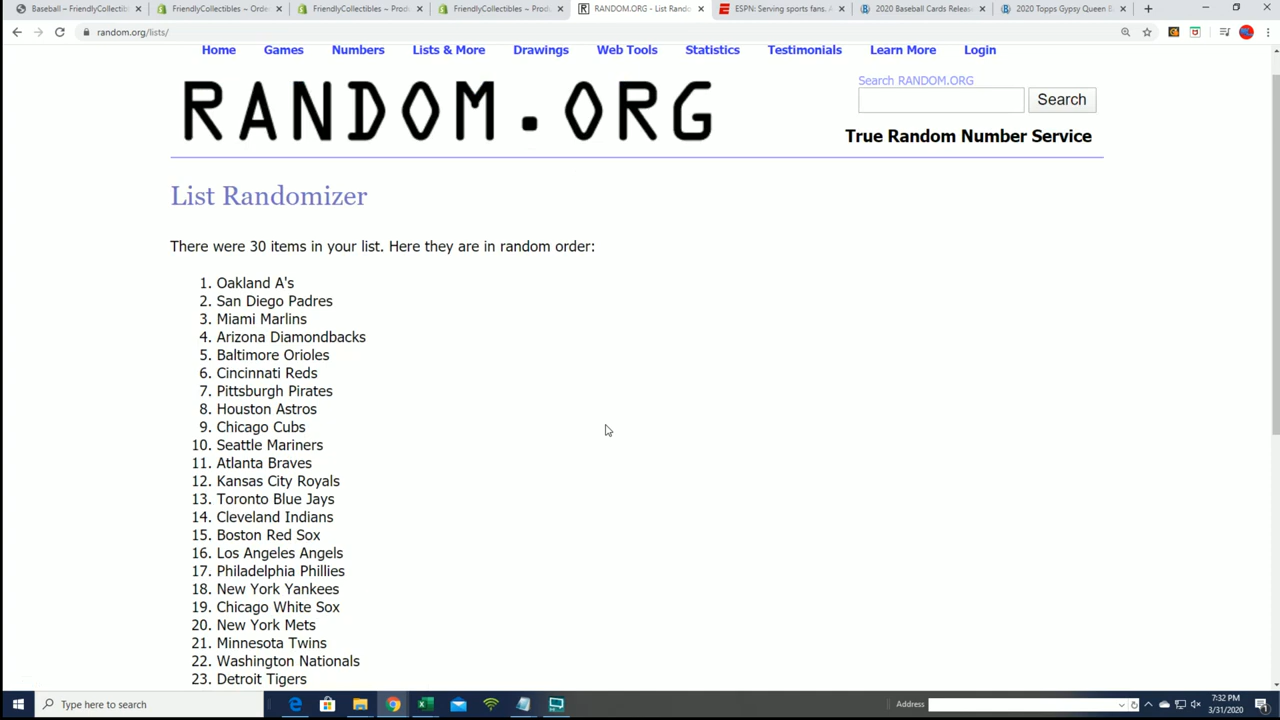 Baseball – FriendlyCollectib
FriendlyCollectibles ~ Orde
FriendlyCollectibles ~ Produ
FriendlyCollectibles ~ Produ
RANDOM.ORG - List Rando
ESPN: Serving sports fans. A
2020 Baseball Cards Releas
2020 Topps Gypsy Queen B
random.org/lists/
Home Games Numbers Lists & More Drawings Web Tools Statistics Testimonials Learn More Login
Search RANDOM.ORG
RANDOM.ORG
Search
True Random Number Service
List Randomizer
There were 30 items in your list. Here they are in random order:
1. Oakland A's
2. San Diego Padres
3. Miami Marlins
4. Arizona Diamondbacks
5. Baltimore Orioles
6. Cincinnati Reds
7. Pittsburgh Pirates
8. Houston Astros
9. Chicago Cubs
10. Seattle Mariners
11. Atlanta Braves
12. Kansas City Royals
13. Toronto Blue Jays
14. Cleveland Indians
15. Boston Red Sox
16. Los Angeles Angels
17. Philadelphia Phillies
18. New York Yankees
19. Chicago White Sox
20. New York Mets
21. Minnesota Twins
22. Washington Nationals
23. Detroit Tigers
Type here to search
Address
7:32 PM
3/31/2020